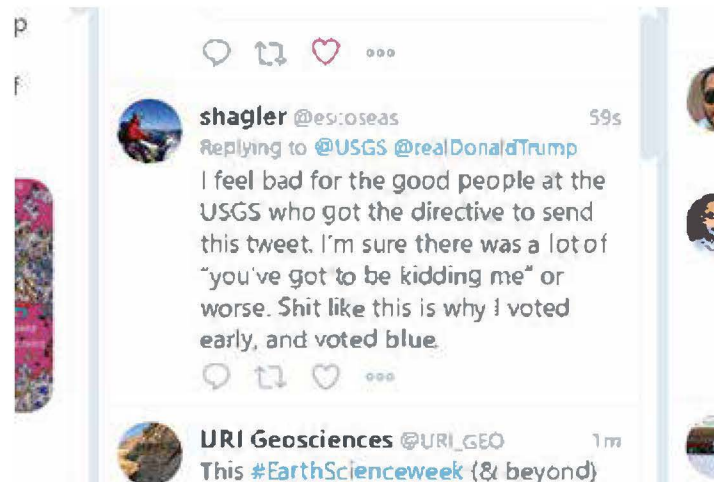 p
f
shagler @escoseas 59s
Replying to @USGS @realDonaldTrump
I feel bad for the good people at the
USGS who got the directive to send
this tweet. I'm sure there was a lot of
"you've got to be kidding me" or
worse. Shit like this is why I voted
early, and voted blue.
URI Geosciences @URI_GEO 1m
This #EarthScienceweek (& beyond)